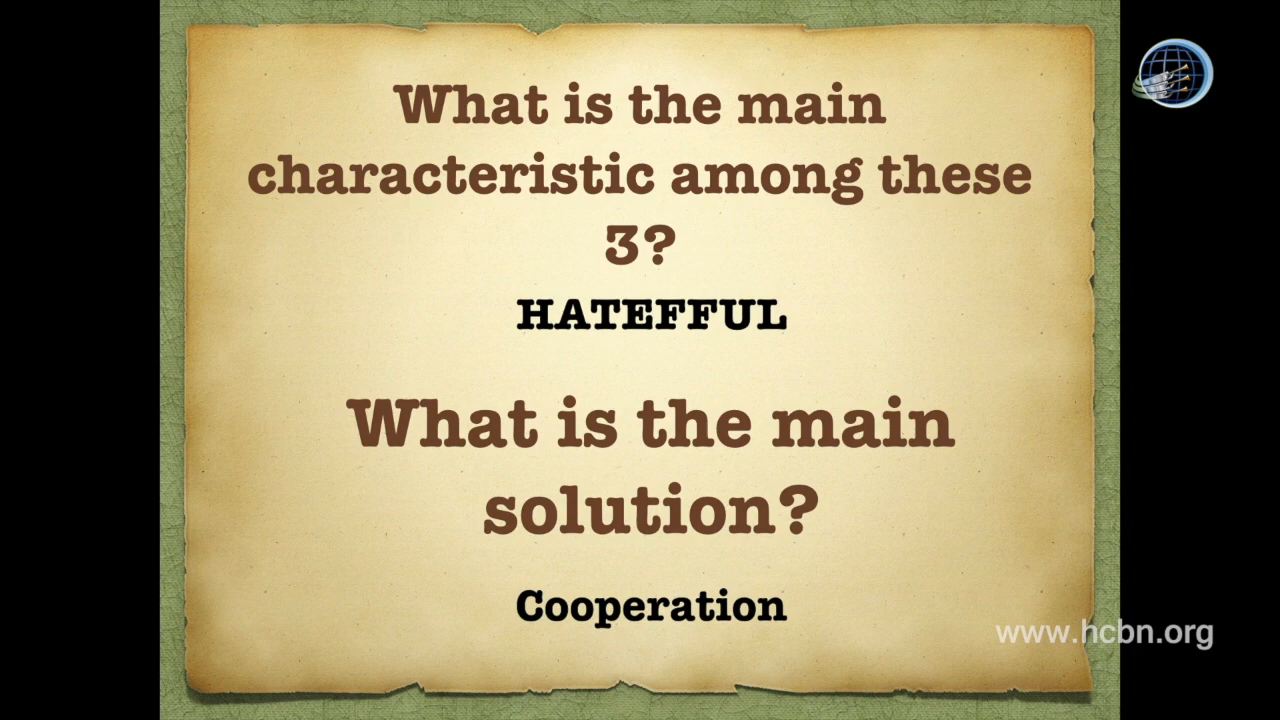 What is the main
characteristic among these
3?
HATEFFUL
What is the main
solution?
Cooperation
www.hcbn.org